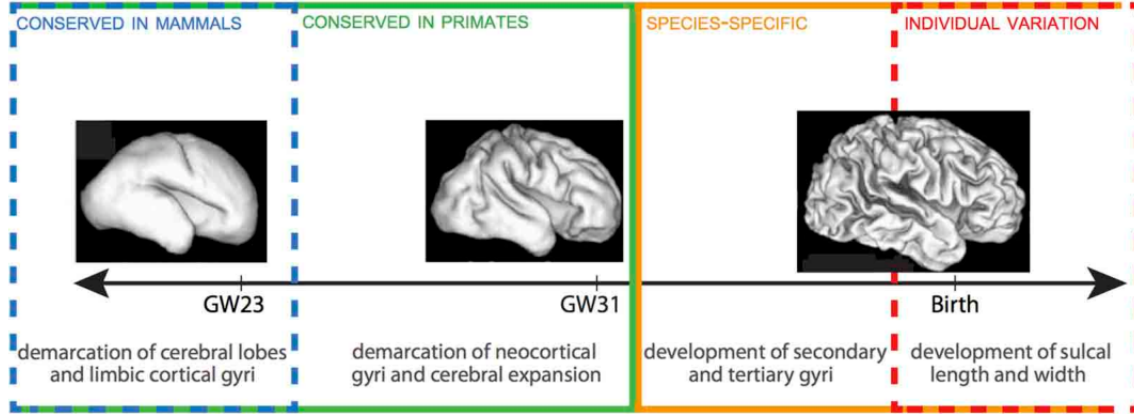 CONSERVED IN MAMMALS
CONSERVED IN PRIMATES
SPECIES-SPECIFIC
INDIVIDUAL VARIATION
GW23
GW31
Birth
demarcation of cerebral lobes
and limbic cortical gyri
demarcation of neocortical
gyri and cerebral expansion
development of secondary
and tertiary gyri
development of sulcal
length and width